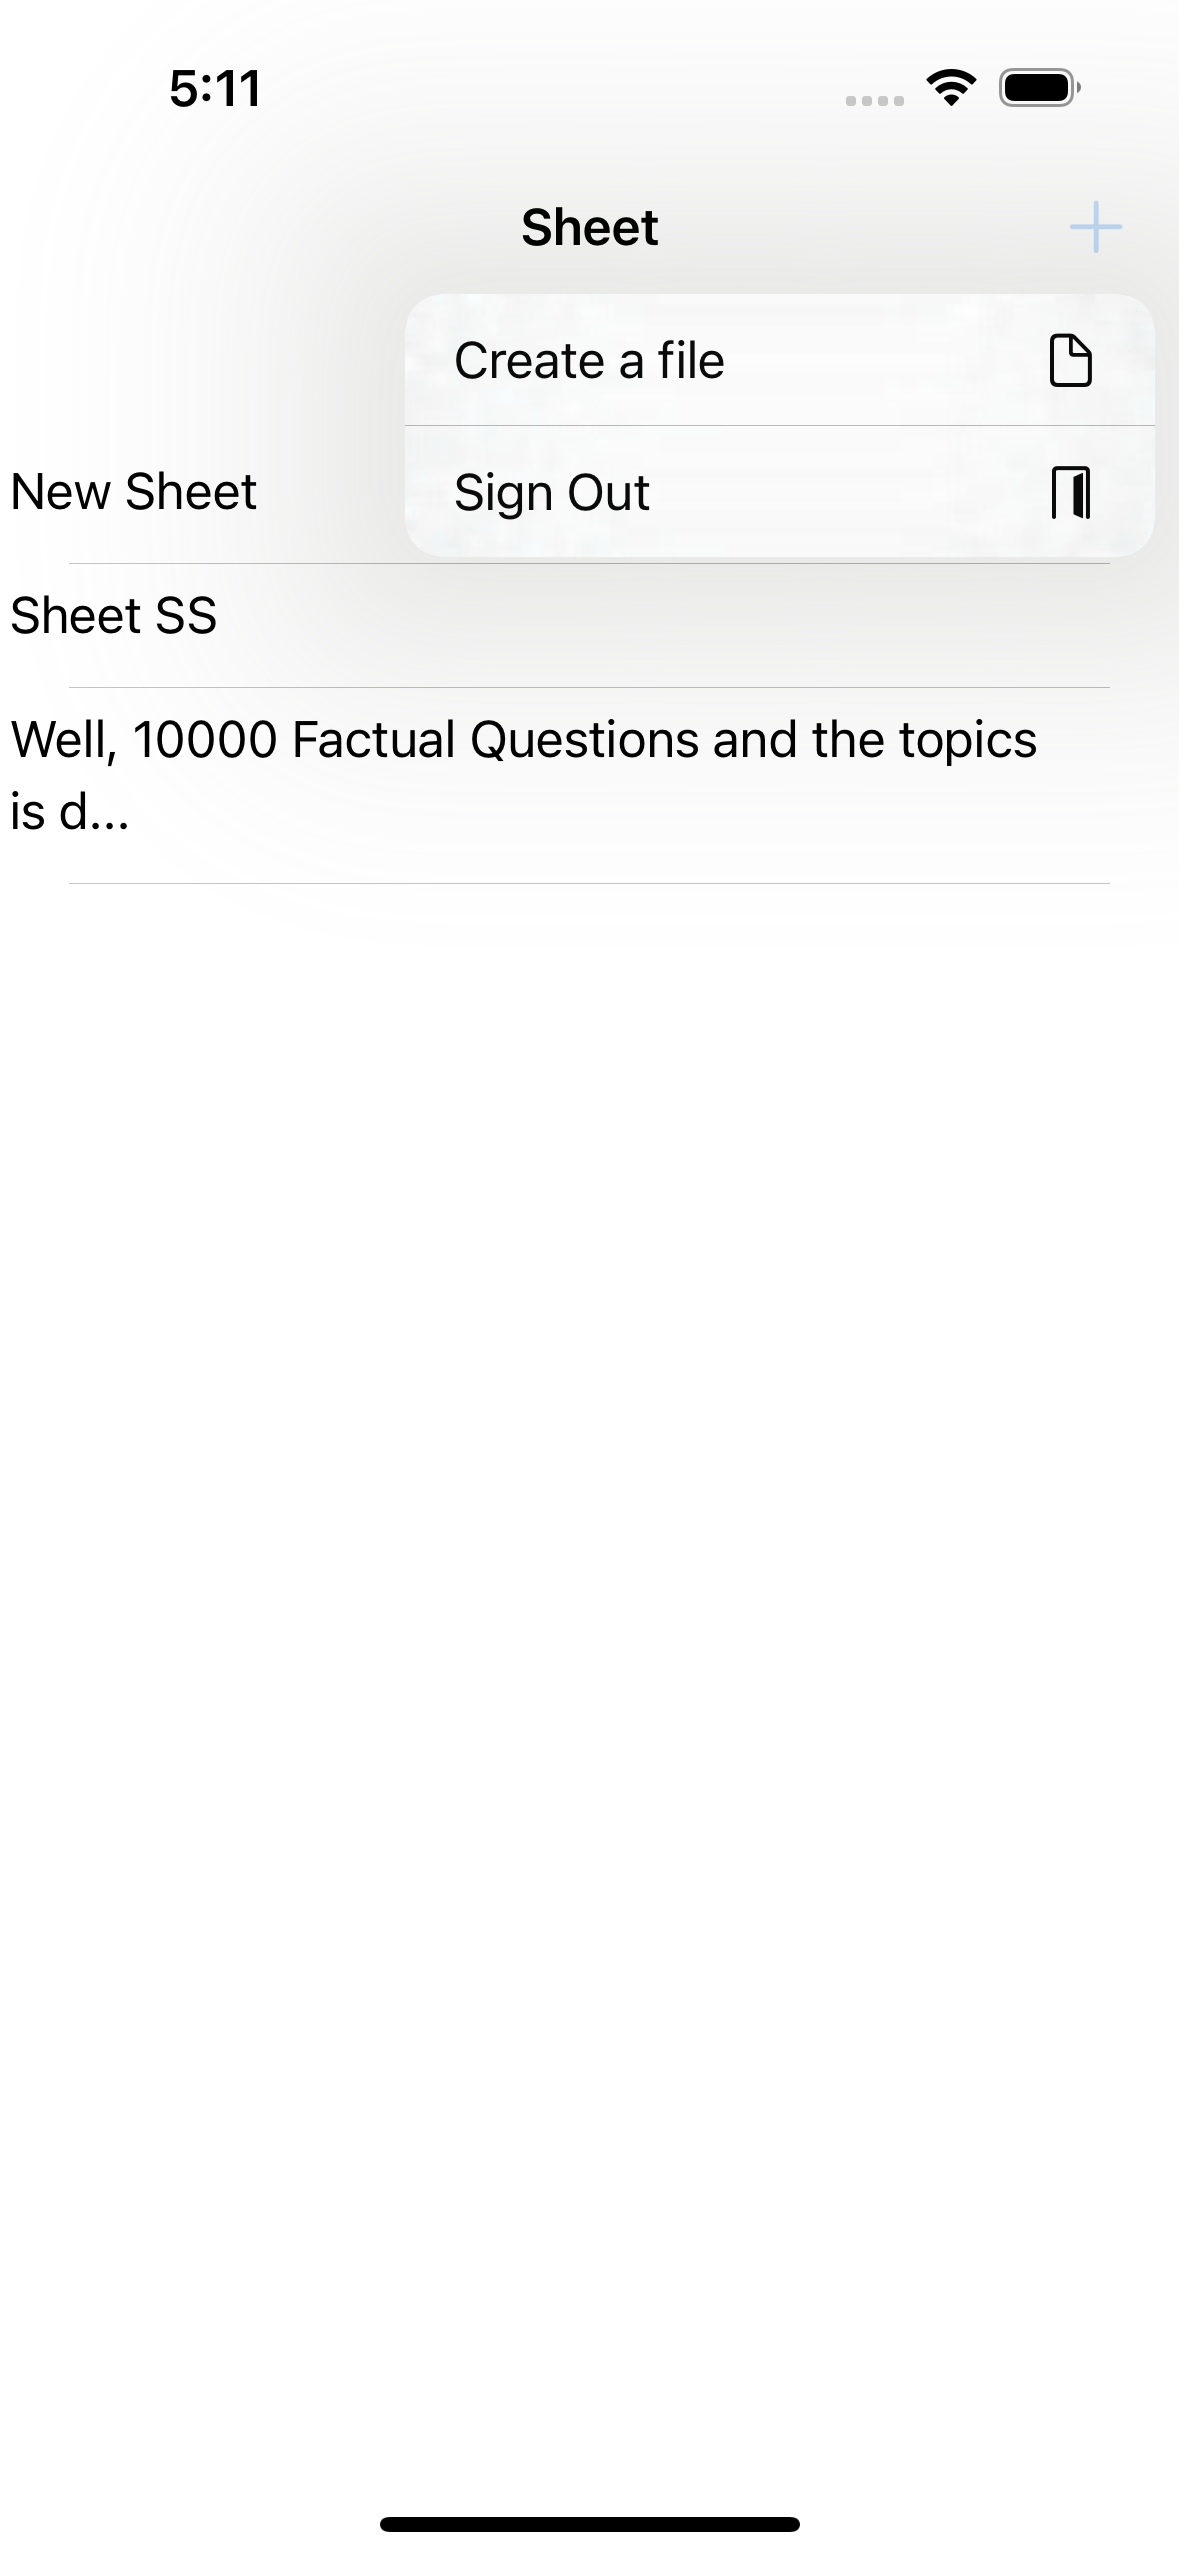 5:11
Sheet
Create a file
Sign Out
New Sheet
Sheet SS
Well, 10000 Factual Questions and the topics
is d...